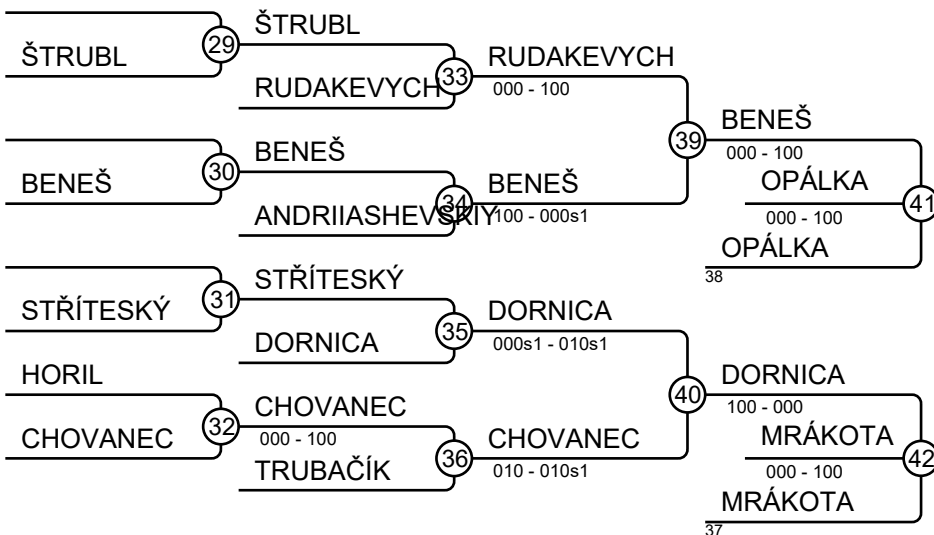 ŠTRUBL
29
ŠTRUBL
RUDAKEVYCH
33
RUDAKEVYCH
000 - 100
BENEŠ
30
BENEŠ
ANDRIIASHEVSKIY
34
BENEŠ
100 - 000s1
39
BENEŠ
000 - 100
OPÁLKA
000 - 100
41
OPÁLKA
38
STŘÍTESKÝ
31
STŘÍTESKÝ
DORNICA
35
DORNICA
000s1 - 010s1
HORIL
CHOVANEC
32
CHOVANEC
000 - 100
TRUBAČÍK
36
CHOVANEC
010 - 010s1
40
DORNICA
100 - 000
MRÁKOTA
000 - 100
42
MRÁKOTA
37